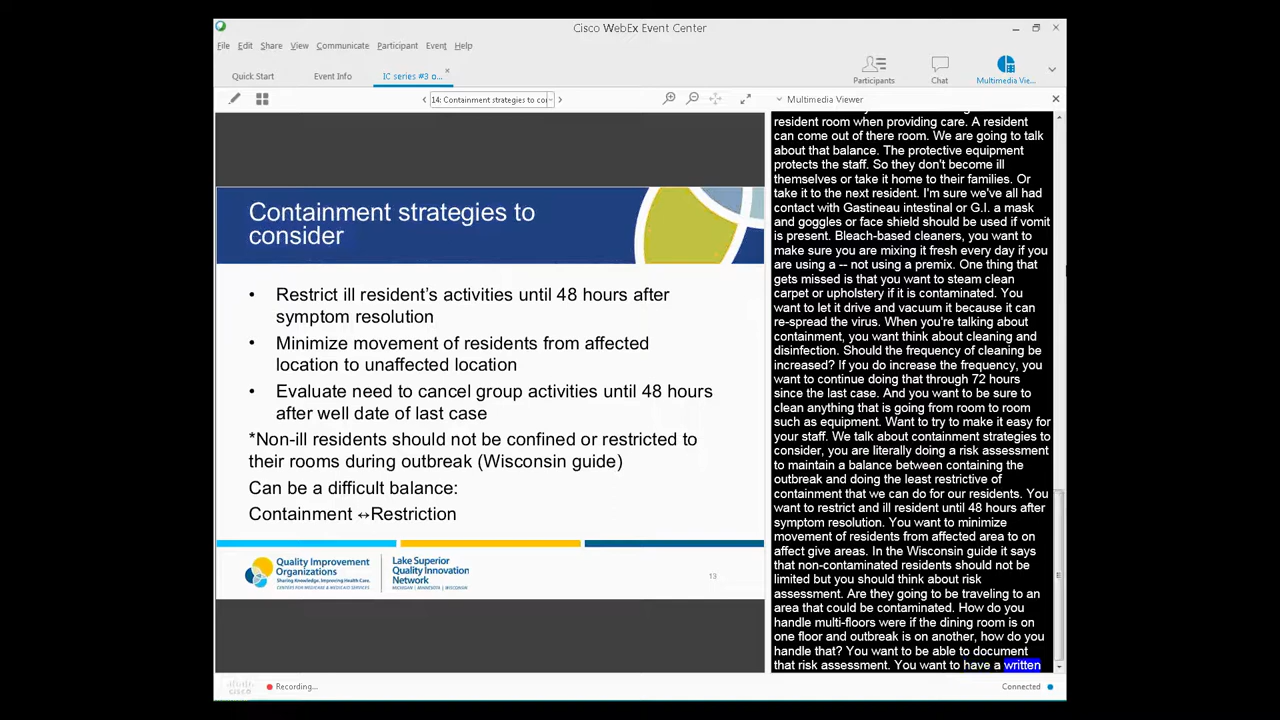 Cisco WebEx Event Center
File Edit Share View Communicate Participant Event Help
Quick Start Event Info IC series #3 o...
Participants Chat Multimedia Vie...
14: Containment strategies to co
Multimedia Viewer
Containment strategies to
consider
• Restrict ill resident's activities until 48 hours after
symptom resolution
• Minimize movement of residents from affected
location to unaffected location
• Evaluate need to cancel group activities until 48 hours
after well date of last case
*Non-ill residents should not be confined or restricted to
their rooms during outbreak (Wisconsin guide)
Can be a difficult balance:
Containment ↔Restriction
Quality Improvement
Organizations
Sharing Knowledge. Improving Health Care.
CENTERS FOR MEDICARE & MEDICAID SERVICES
Lake Superior
Quality Innovation
Network
MICHIGAN | MINNESOTA | WISCONSIN
13
resident room when providing care. A resident
can come out of there room. We are going to talk
about that balance. The protective equipment
protects the staff. So they don't become ill
themselves or take it home to their families. Or
take it to the next resident. I'm sure we've all had
contact with Gastineau intestinal or G.I. a mask
and goggles or face shield should be used if vomit
is present. Bleach-based cleaners, you want to
make sure you are mixing it fresh every day if you
are using a -- not using a premix. One thing that
gets missed is that you want to steam clean
carpet or upholstery if it is contaminated. You
want to let it drive and vacuum it because it can
re-spread the virus. When you're talking about
containment, you want think about cleaning and
disinfection. Should the frequency of cleaning be
increased? If you do increase the frequency, you
want to continue doing that through 72 hours
since the last case. And you want to be sure to
clean anything that is going from room to room
such as equipment. Want to try to make it easy for
your staff. We talk about containment strategies to
consider, you are literally doing a risk assessment
to maintain a balance between containing the
outbreak and doing the least restrictive of
containment that we can do for our residents. You
want to restrict and ill resident until 48 hours after
symptom resolution. You want to minimize
movement of residents from affected area to on
affect give areas. In the Wisconsin guide it says
that non-contaminated residents should not be
limited but you should think about risk
assessment. Are they going to be traveling to an
area that could be contaminated. How do you
handle multi-floors were if the dining room is on
one floor and outbreak is on another, how do you
handle that? You want to be able to document
that risk assessment. You want to have a written
cisco
Recording...
Connected